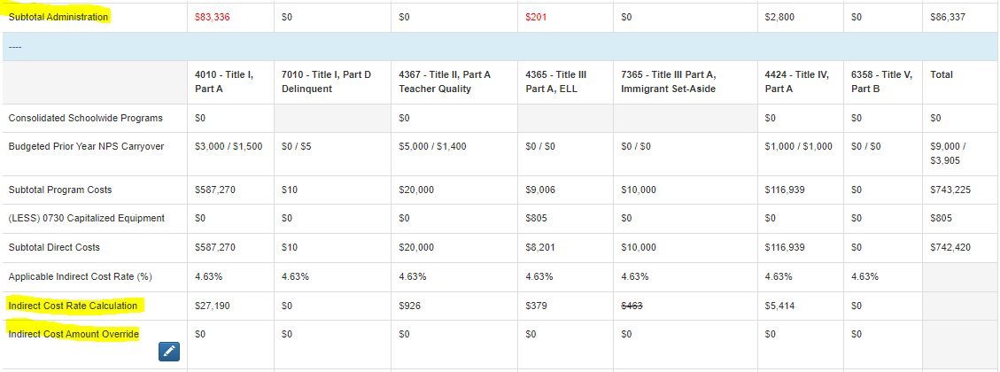 Subtotal Administration $83,336 $0 $0 $201 $0 $2,800 $0 $86,337
----
4010 - Title I, Part A 7010 - Title I, Part D Delinquent 4367 - Title II, Part A Teacher Quality 4365 - Title III Part A, ELL 7365 - Title III Part A, Immigrant Set-Aside 4424 - Title IV, Part A 6358 - Title V, Part B Total
Consolidated Schoolwide Programs $0 $0 $0 $0 $0
Budgeted Prior Year NPS Carryover $3,000 / $1,500 $0 / $5 $5,000 / $1,400 $0 / $0 $0 / $0 $1,000 / $1,000 $0 / $0 $9,000 / $3,905
Subtotal Program Costs $587,270 $10 $20,000 $9,006 $10,000 $116,939 $0 $743,225
(LESS) 0730 Capitalized Equipment $0 $0 $0 $805 $0 $0 $0 $805
Subtotal Direct Costs $587,270 $10 $20,000 $8,201 $10,000 $116,939 $0 $742,420
Applicable Indirect Cost Rate (%) 4.63% 4.63% 4.63% 4.63% 4.63% 4.63% 4.63%
Indirect Cost Rate Calculation $27,190 $0 $926 $379 $463 $5,414 $0
Indirect Cost Amount Override $0 $0 $0 $0 $0 $0 $0